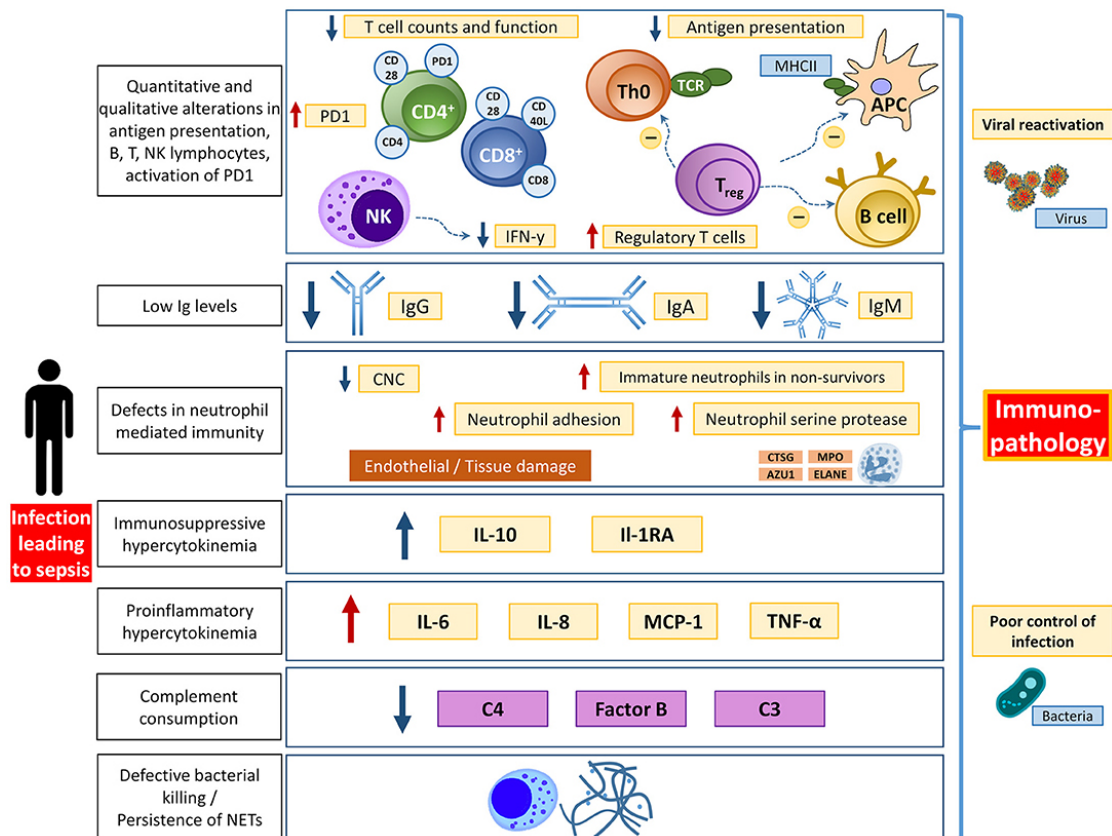 T cell counts and function
Antigen presentation
Quantitative and
qualitative alterations in
antigen presentation,
B, T, NK lymphocytes,
activation of PD1
PD1
CD
28
PD1
CD4+
CD4
CD
28
CD
40L
CD8+
CD8
NK
IFN-y
Th0
TCR
MHCII
APC
Treg
B cell
Regulatory T cells
Viral reactivation
Virus
Low Ig levels
IgG
IgA
IgM
Infection
leading
to sepsis
Defects in neutrophil
mediated immunity
CNC
Immature neutrophils in non-survivors
Neutrophil adhesion
Neutrophil serine protease
Endothelial / Tissue damage
CTSG
MPO
AZU1
ELANE
Immuno-
pathology
Immunosuppressive
hypercytokinemia
IL-10
Il-1RA
Proinflammatory
hypercytokinemia
IL-6
IL-8
MCP-1
TNF-α
Poor control of
infection
Bacteria
Complement
consumption
C4
Factor B
C3
Defective bacterial
killing /
Persistence of NETs